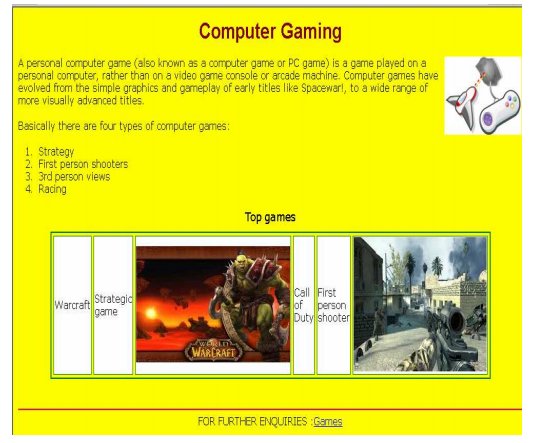 Computer Gaming
A personal computer game (also known as a computer game or PC game) is a game played on a
personal computer, rather than on a video game console or arcade machine. Computer games have
evolved from the simple graphics and gameplay of early titles like Spacewar!, to a wide range of
more visually advanced titles.
Basically there are four types of computer games:
1. Strategy
2. First person shooters
3. 3rd person views
4. Racing
Top games
Warcraft
Strategic
game
WORLD
WARCRAFT
Call
of
Duty
First
person
shooter
FOR FURTHER ENQUIRIES :Games